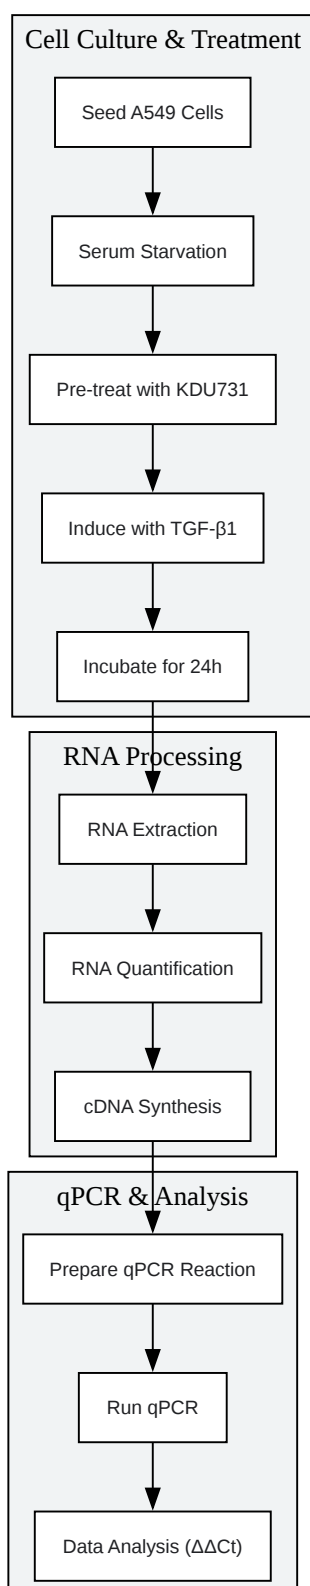 Cell Culture & Treatment
Seed A549 Cells
Serum Starvation
Pre-treat with KDU731
Induce with TGF-β1
Incubate for 24h
RNA Processing
RNA Extraction
RNA Quantification
cDNA Synthesis
qPCR & Analysis
Prepare qPCR Reaction
Run qPCR
Data Analysis (ΔΔCt)